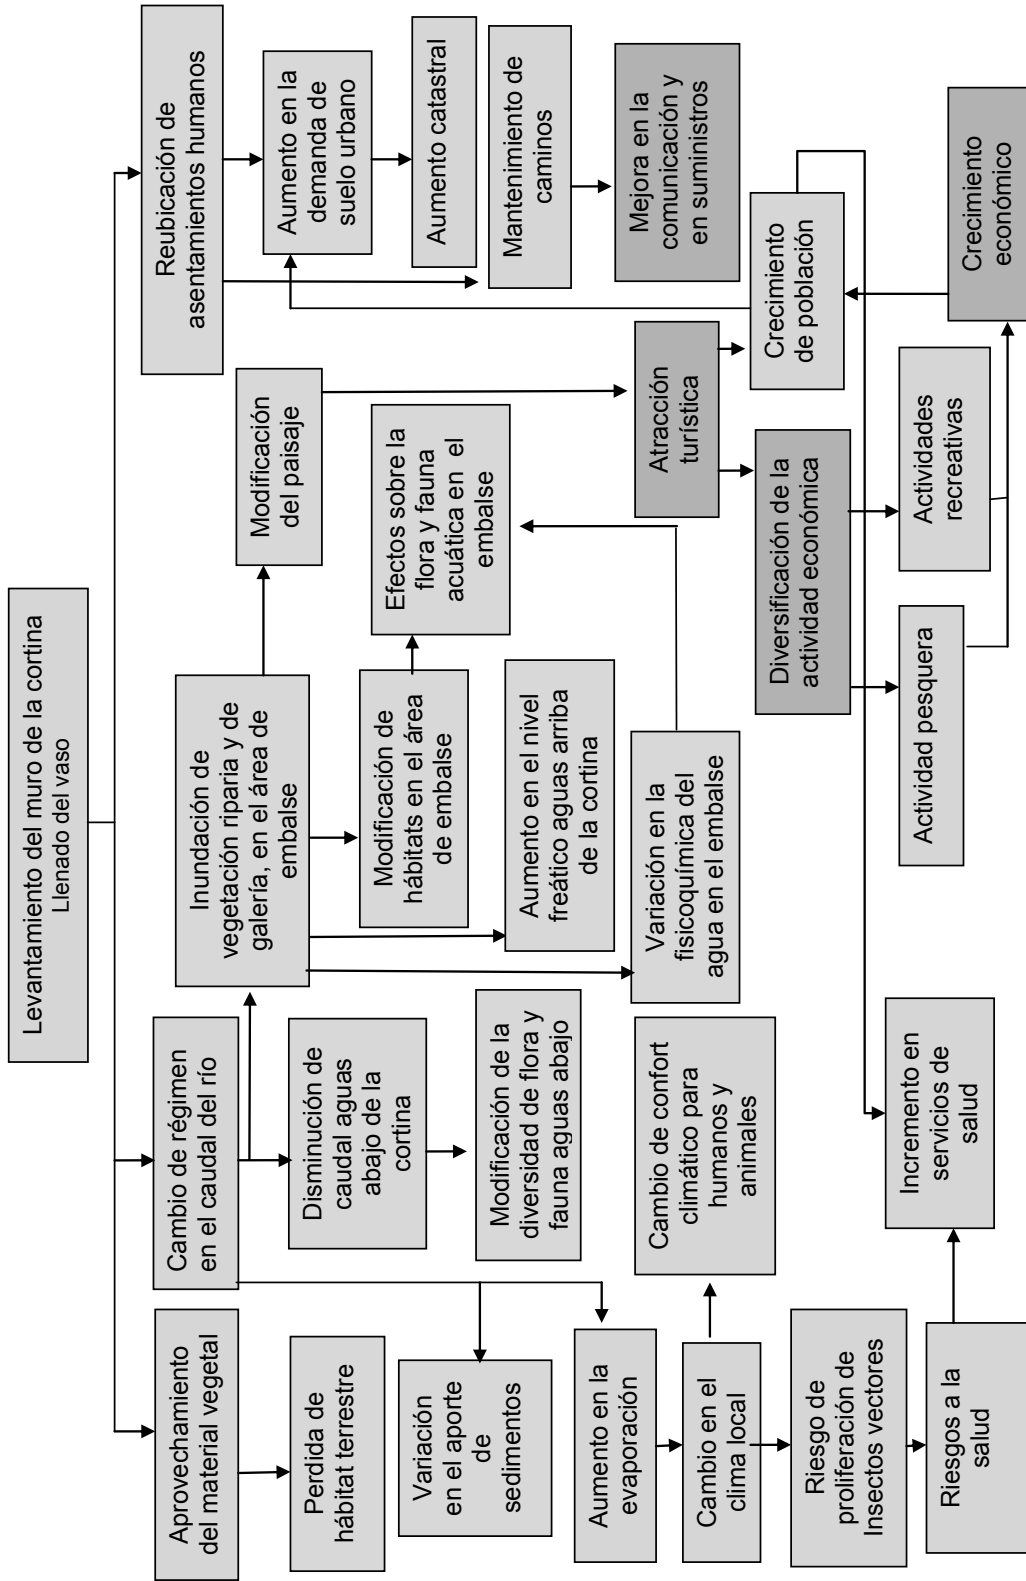 Levantamiento del muro de la cortina
Llenado del vaso
Aprovechamiento
del material vegetal
Cambio de régimen
en el caudal del río
Inundación de
vegetación riparia y de
galería, en el área de
embalse
Modificación
del paisaje
Reubicación de
asentamientos humanos
Perdida de
hábitat terrestre
Disminución de
caudal aguas
abajo de la
cortina
Modificación de
hábitats en el área
de embalse
Efectos sobre la
flora y fauna
acuática en  el
embalse
Aumento en la
demanda de
suelo urbano
Variación
en el aporte
de
sedimentos
Modificación de la
diversidad de flora y
fauna aguas abajo
Aumento en el nivel
freático aguas arriba
de la cortina
Aumento catastral
Mantenimiento de
caminos
Aumento en la
evaporación
Cambio de confort
climático para
humanos y
animales
Variación en la
fisicoquímica del
agua en el embalse
Atracción
turística
Mejora en la
comunicación y
en suministros
Cambio en el
clima local
Diversificación de la
actividad económica
Crecimiento
de población
Riesgo de
proliferación de
Insectos vectores
Incremento en
servicios de
salud
Actividad pesquera
Actividades
recreativas
Crecimiento
económico
Riesgos a la
salud